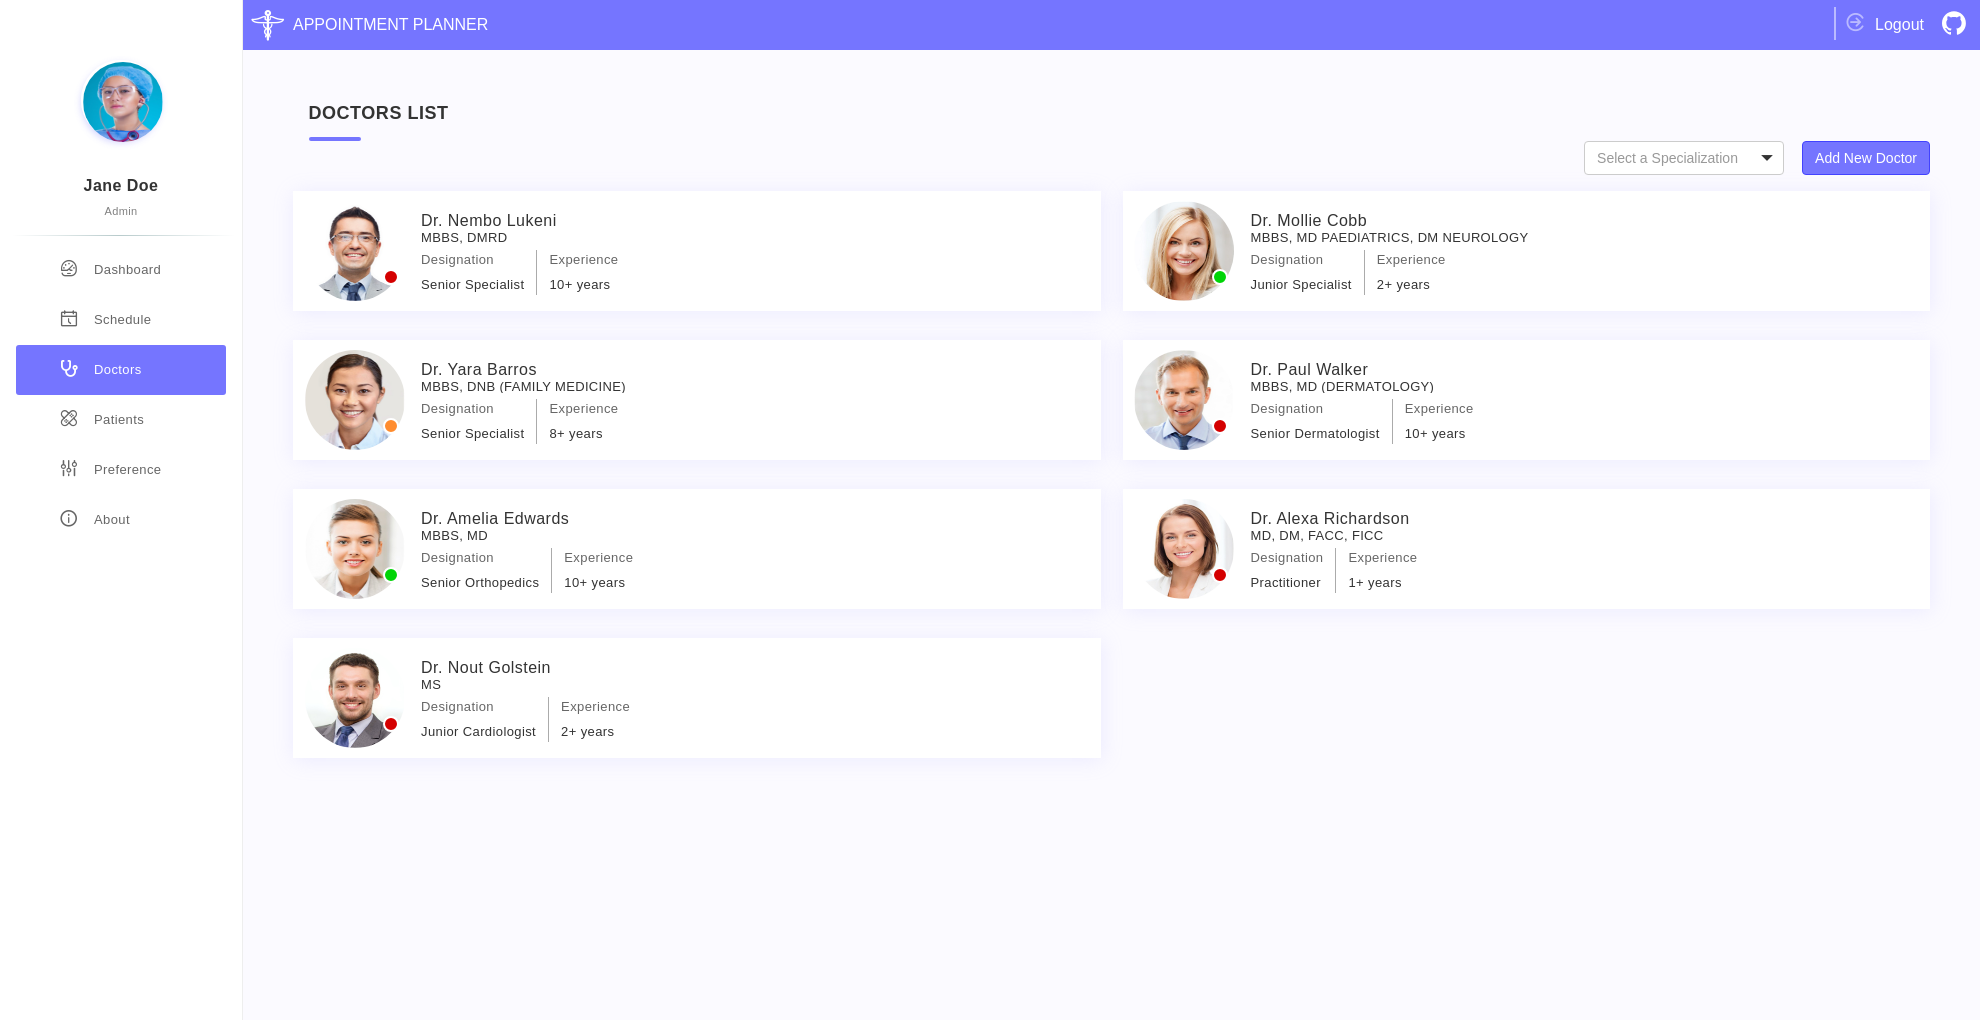 APPOINTMENT PLANNER
Logout
Jane Doe
Admin
Dashboard
Schedule
Doctors
Patients
Preference
About
DOCTORS LIST
Select a Specialization
Add New Doctor
Dr. Nembo Lukeni
MBBS, DMRD
Designation Experience
Senior Specialist 10+ years
Dr. Mollie Cobb
MBBS, MD PAEDIATRICS, DM NEUROLOGY
Designation Experience
Junior Specialist 2+ years
Dr. Yara Barros
MBBS, DNB (FAMILY MEDICINE)
Designation Experience
Senior Specialist 8+ years
Dr. Paul Walker
MBBS, MD (DERMATOLOGY)
Designation Experience
Senior Dermatologist 10+ years
Dr. Amelia Edwards
MBBS, MD
Designation Experience
Senior Orthopedics 10+ years
Dr. Alexa Richardson
MD, DM, FACC, FICC
Designation Experience
Practitioner 1+ years
Dr. Nout Golstein
MS
Designation Experience
Junior Cardiologist 2+ years